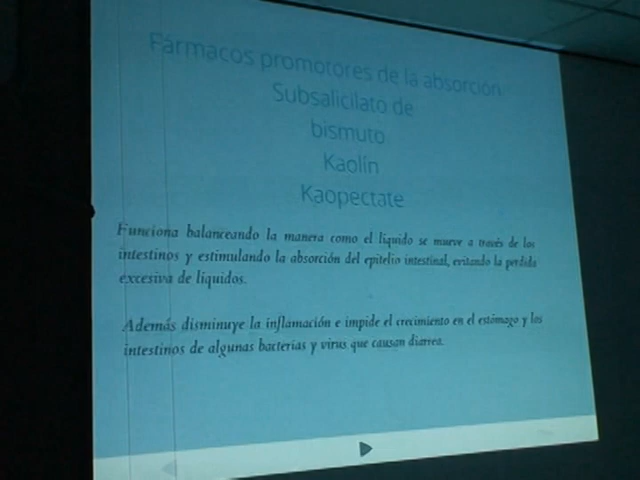 Fármacos promotores de la absorción.
Subsalicilato de
bismuto
Kaolín
Kaopectate
Funciona balanceando la manera como el líquido se mueve a través de los
intestinos y estimulando la absorción del epitelio intestinal, evitando la perdida
excesiva de líquidos.
Además disminuye la inflamación e impide el crecimiento en el estómago y los
intestinos de algunas bacterias y virus que causan diarrea.